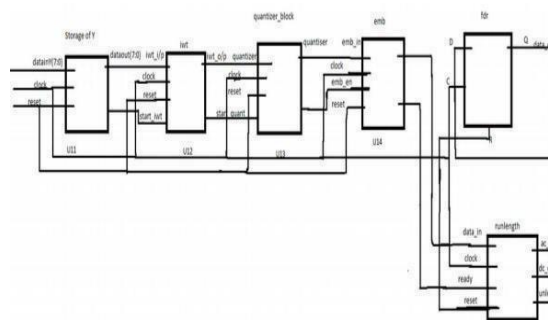 Storage of Y
iwt
quantizer_block
emb
fdr
datainY(7:0)
dataout(7:0)
iwt_i/p
iwt_o/p
quantizer
quantiser
emb_in
D
Q
clock
clock
clock
clock
C
reset
reset
reset
emb_en
reset
start_iwt
start_quant
R
U11
U12
U13
U14
runlength
data_in
clock
ready
reset